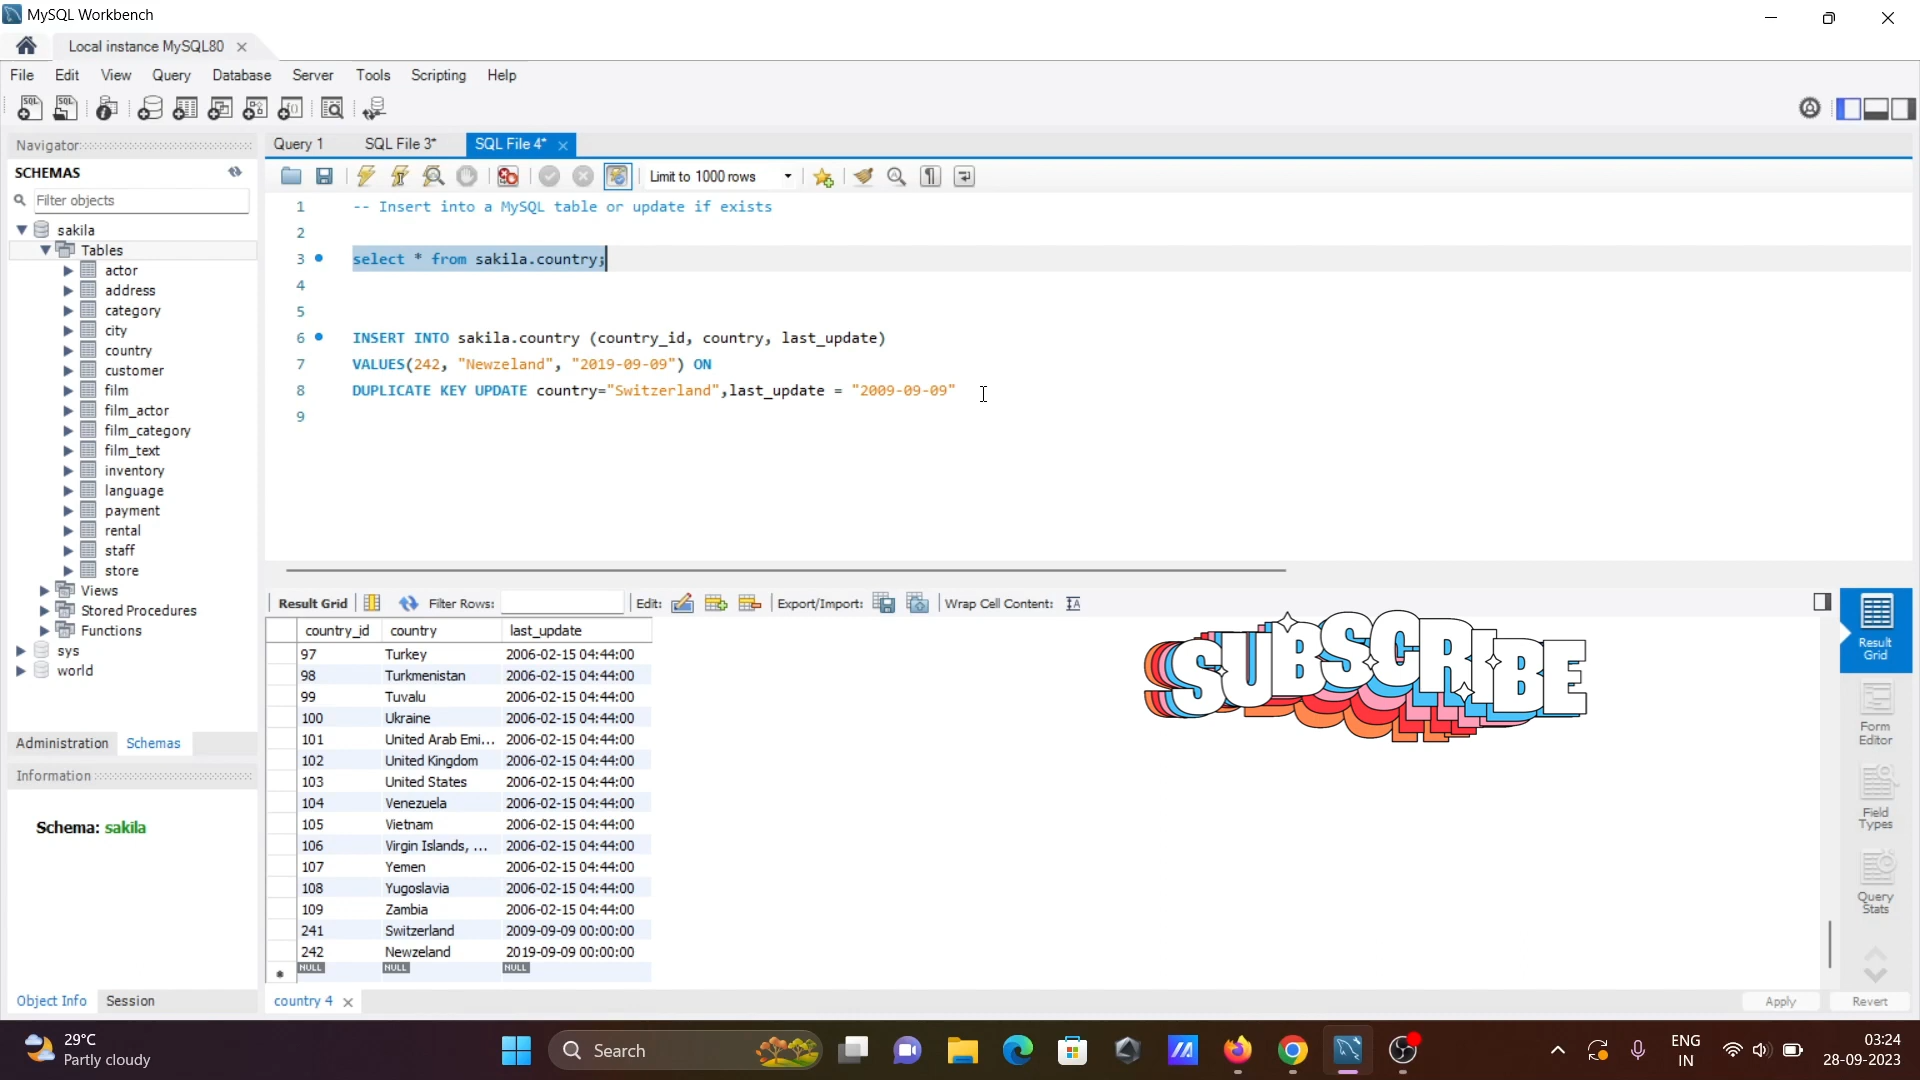 MySQL Workbench
Local instance MySQL80
File Edit View Query Database Server Tools Scripting Help
Navigator
SCHEMAS
Filter objects
sakila
Tables
actor
address
category
city
country
customer
film
film_actor
film_category
film_text
inventory
language
payment
rental
staff
store
Views
Stored Procedures
Functions
sys
world
Administration Schemas
Information
Schema: sakila
Object Info Session
Query 1 SQL File 3* SQL File 4*
Limit to 1000 rows
1 -- Insert into a MySQL table or update if exists
2
3 select * from sakila.country;
4
5
6 INSERT INTO sakila.country (country_id, country, last_update)
7 VALUES(242, "Newzeland", "2019-09-09") ON
8 DUPLICATE KEY UPDATE country="Switzerland",last_update = "2009-09-09"
9
Result Grid Filter Rows: Edit: Export/Import: Wrap Cell Content:
country_id country last_update
97 Turkey 2006-02-15 04:44:00
98 Turkmenistan 2006-02-15 04:44:00
99 Tuvalu 2006-02-15 04:44:00
100 Ukraine 2006-02-15 04:44:00
101 United Arab Emi... 2006-02-15 04:44:00
102 United Kingdom 2006-02-15 04:44:00
103 United States 2006-02-15 04:44:00
104 Venezuela 2006-02-15 04:44:00
105 Vietnam 2006-02-15 04:44:00
106 Virgin Islands, ... 2006-02-15 04:44:00
107 Yemen 2006-02-15 04:44:00
108 Yugoslavia 2006-02-15 04:44:00
109 Zambia 2006-02-15 04:44:00
241 Switzerland 2009-09-09 00:00:00
242 Newzeland 2019-09-09 00:00:00
NULL NULL NULL
SUBSCRIBE
Result
Grid
Form
Editor
Field
Types
Query
Stats
country 4
Apply Revert
29°C
Partly cloudy
Search
ENG
IN
03:24
28-09-2023